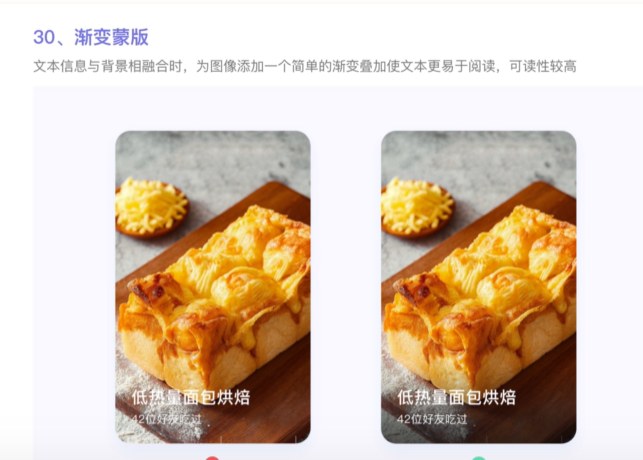 30、渐变蒙版
文本信息与背景相融合时，为图像添加一个简单的渐变叠加使文本更易于阅读，可读性较高
低热量面包烘焙
42位好友吃过
低热量面包烘焙
42位好友吃过